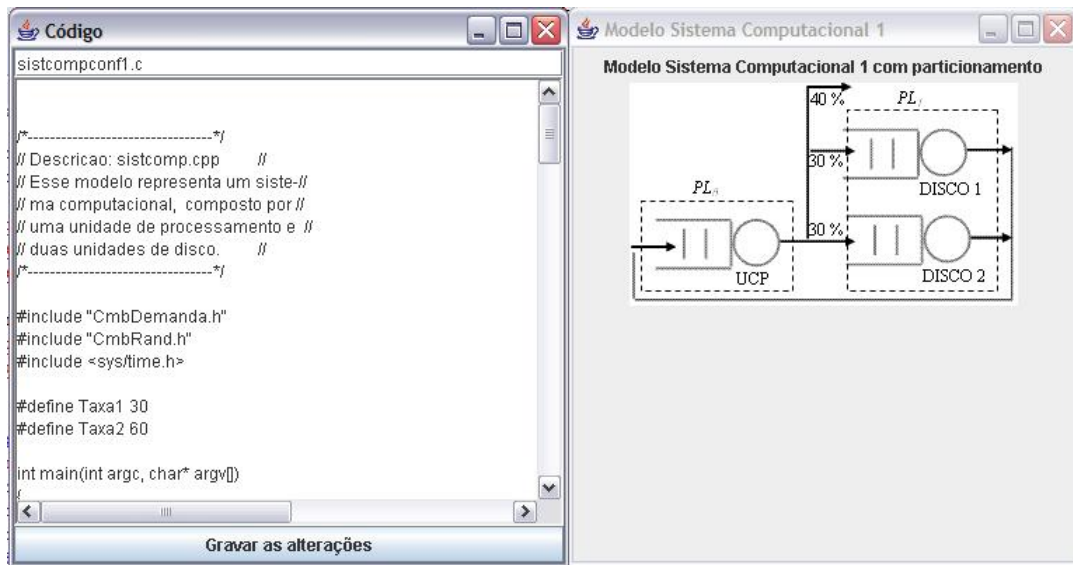 Código
sistcompconf1.c
/*---------------------------------*/
// Descricao: sistcomp.cpp //
// Esse modelo representa um siste-//
// ma computacional, composto por //
// uma unidade de processamento e //
// duas unidades de disco. //
/*---------------------------------*/
#include "CmbDemanda.h"
#include "CmbRand.h"
#include <sys/time.h>
#define Taxa1 30
#define Taxa2 60
int main(int argc, char* argv[])
{
Gravar as alterações
Modelo Sistema Computacional 1
Modelo Sistema Computacional 1 com particionamento
40 %
PL1
30 %
DISCO 1
PL0
30 %
UCP
DISCO 2